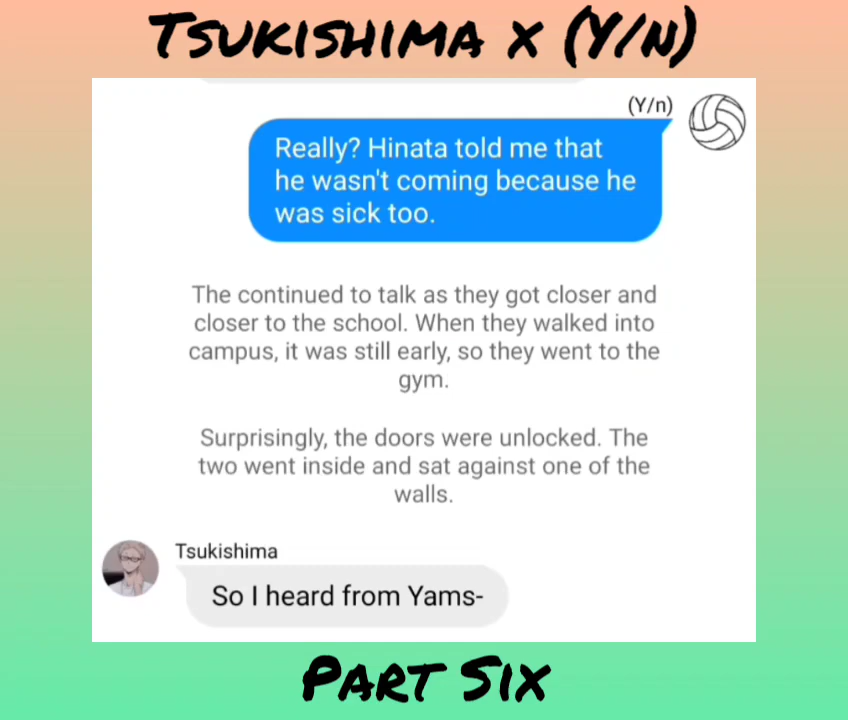 Tsukishima x (Y/n)
(Y/n)
Really? Hinata told me that
he wasn't coming because he
was sick too.
The continued to talk as they got closer and
closer to the school. When they walked into
campus, it was still early, so they went to the
gym.
Surprisingly, the doors were unlocked. The
two went inside and sat against one of the
walls.
Tsukishima
So I heard from Yams-
Part Six